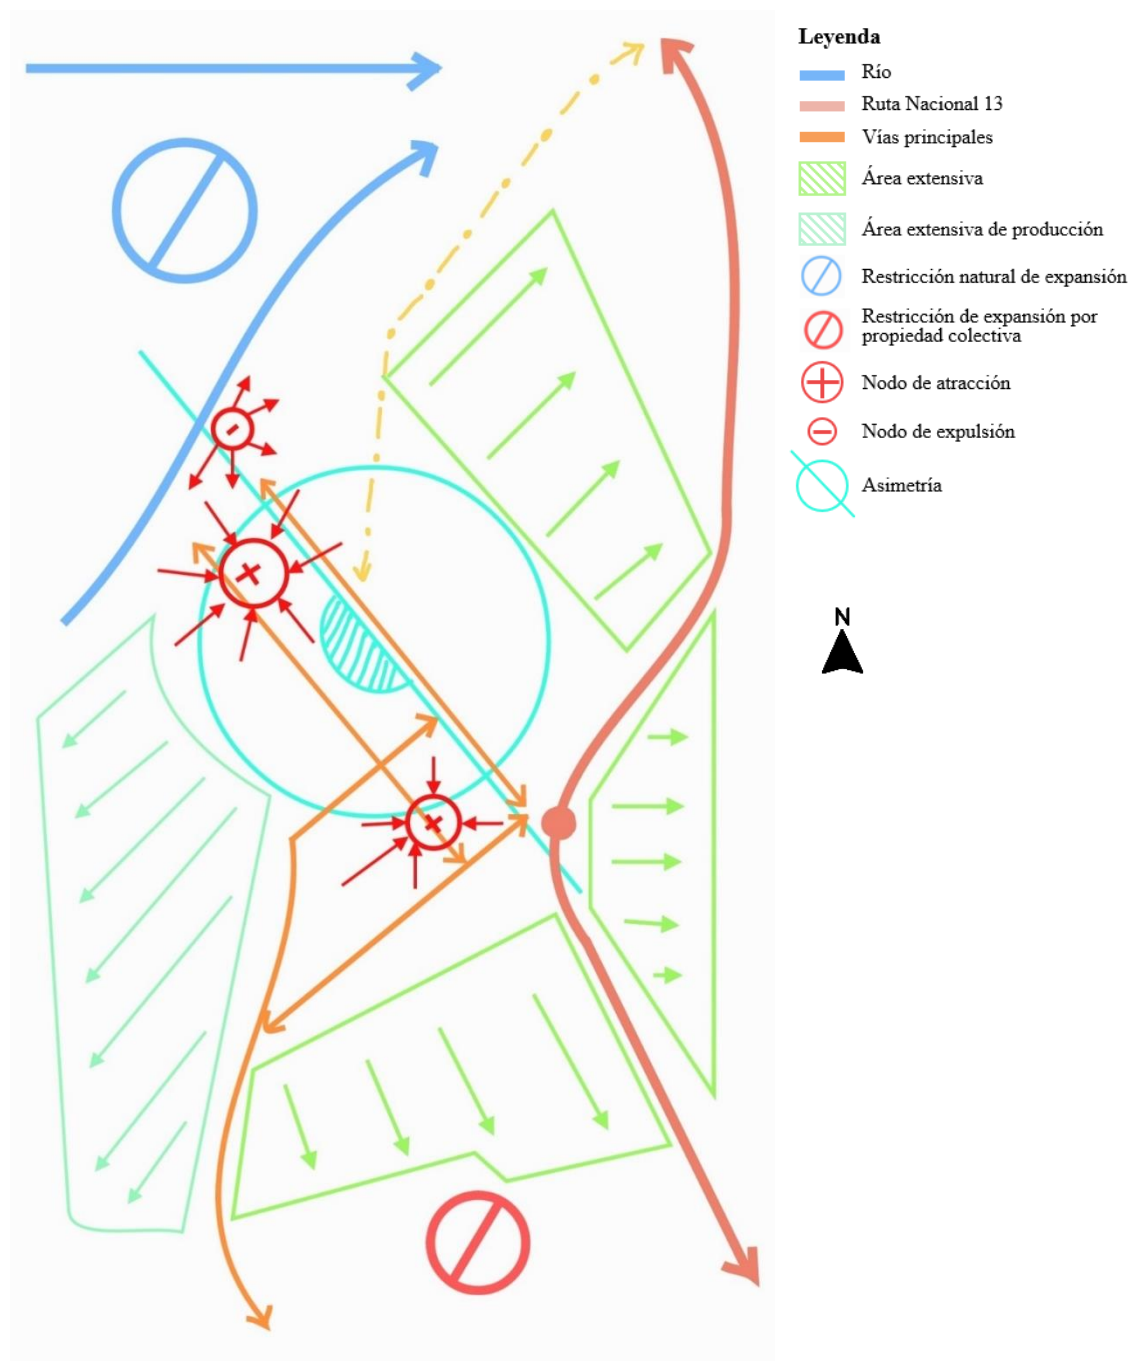 Leyenda
Río
Ruta Nacional 13
Vías principales
Área extensiva
Área extensiva de producción
Restricción natural de expansión
Restricción de expansión por
propiedad colectiva
Nodo de atracción
Nodo de expulsión
Asimetría
N